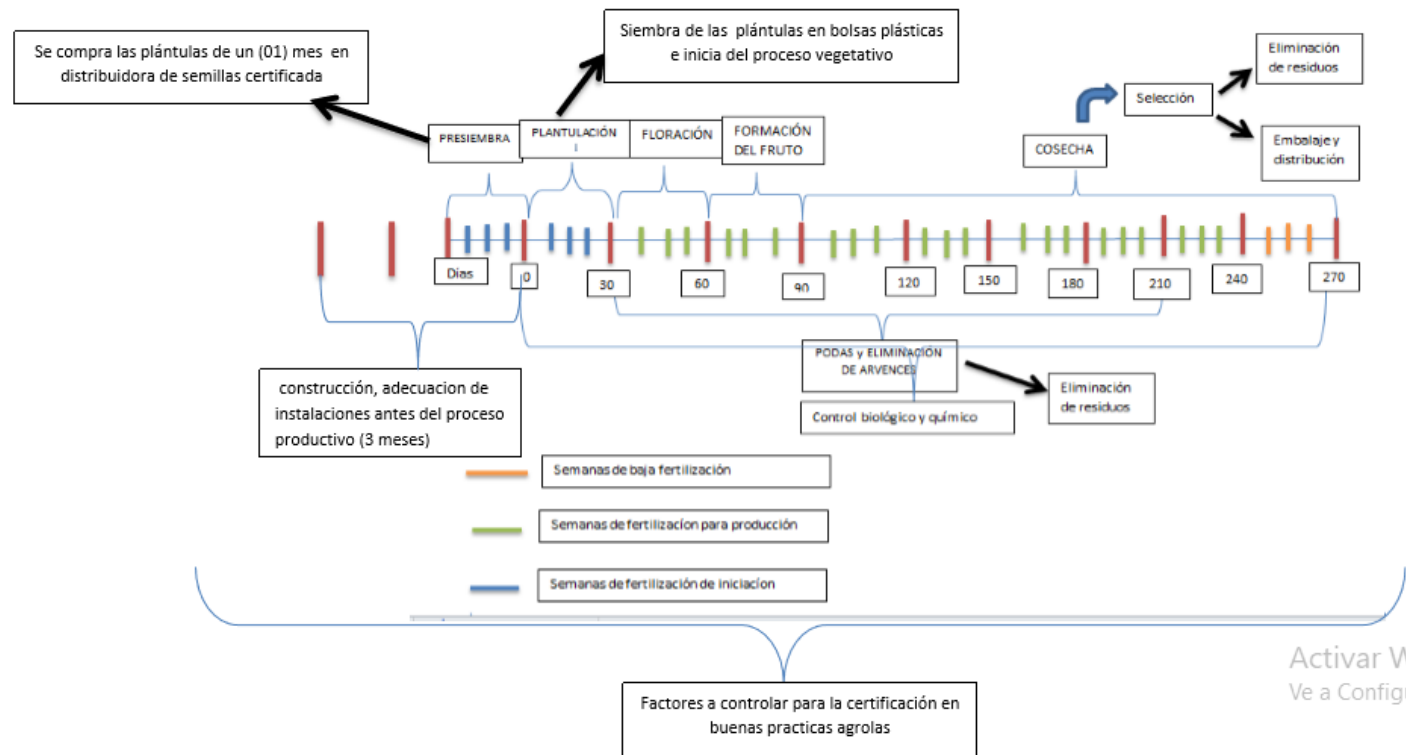 Se compra las plántulas de un (01) mes en
distribuidora de semillas certificada
Siembra de las plántulas en bolsas plásticas
e inicia del proceso vegetativo
Eliminación
de residuos
Selección
Embalaje y
distribución
PRESIEMBRA
PLANTULACIÓN
I
FLORACIÓN
FORMACIÓN
DEL FRUTO
COSECHA
Días
0
30
60
90
120
150
180
210
240
270
PODAS y ELIMINACIÓN
DE ARVENCES
Eliminación
de residuos
Control biológico y químico
construcción, adecuacion de
instalaciones antes del proceso
productivo (3 meses)
Semanas de baja fertilización
Semanas de fertilizacíon para producción
Semanas de fertilización de iniciacíon
Activar W
Ve a Configu
Factores a controlar para la certificación en
buenas practicas agrolas